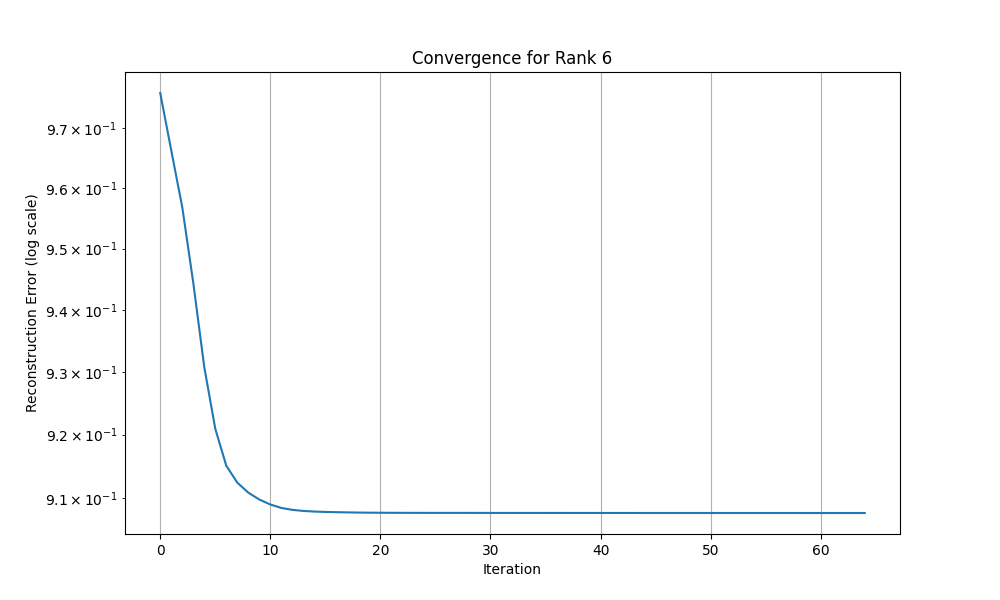 Convergence for Rank 6
Reconstruction Error (log scale)
9.7 × 10⁻¹
9.6 × 10⁻¹
9.5 × 10⁻¹
9.4 × 10⁻¹
9.3 × 10⁻¹
9.2 × 10⁻¹
9.1 × 10⁻¹
0 10 20 30 40 50 60
Iteration